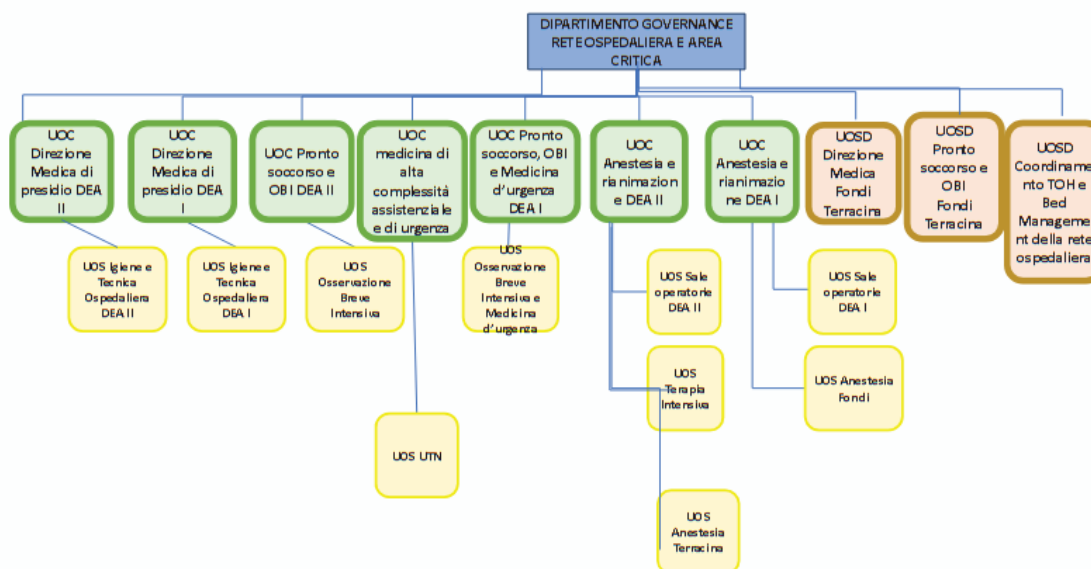 DIPARTIMENTO GOVERNANCE
RETE OSPEDALIERA E AREA
CRITICA
UOC
Direzione
Medica di
presidio DEA
II
UOC
Direzione
Medica di
presidio DEA
I
UOC Pronto
soccorso e
OBI DEA II
UOC
medicina di
alta
complessità
assistenziale
e di urgenza
UOC Pronto
soccorso, OBI
e Medicina
d'urgenza
DEA I
UOC
Anestesia e
rianimazion
e DEA II
UOC
Anestesia e
rianimazio
ne DEA I
UOSD
Direzione
Medica
Fondi
Terracina
UOSD
Pronto
soccorso e
OBI
Fondi
Terracina
UOSD
Coordiname
nto TOH e
Bed
Manageme
nt della rete
ospedaliera
UOS Igiene e
Tecnica
Ospedaliera
DEA II
UOS Igiene e
Tecnica
Ospedaliera
DEA I
UOS
Osservazione
Breve
Intensiva
UOS
Osservazione
Breve
Intensiva e
Medicina
d'urgenza
UOS Sale
operatorie
DEA II
UOS Sale
operatorie
DEA I
UOS
Terapia
Intensiva
UOS Anestesia
Fondi
UOS UTN
UOS
Anestesia
Terracina